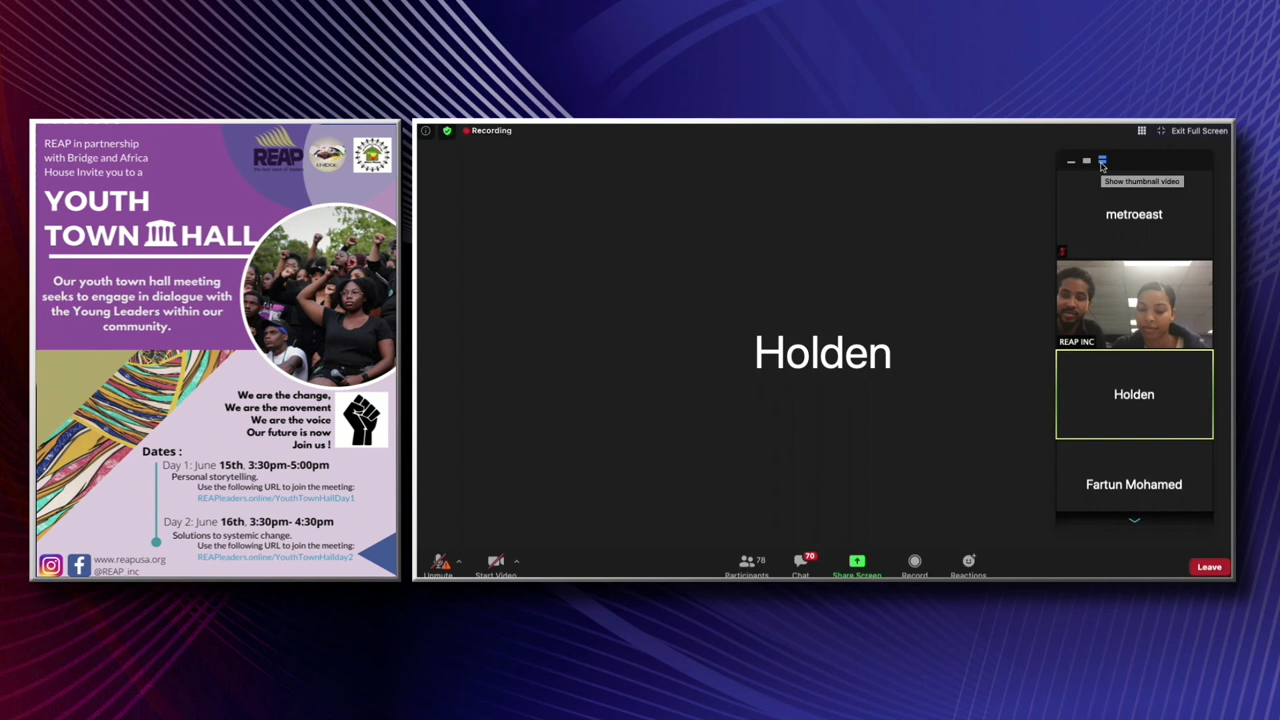 REAP in partnership
with Bridge and Africa
House Invite you to a
REAP
YOUTH
TOWN HALL
Our youth town hall meeting
seeks to engage in dialogue with
the Young Leaders within our
community.
We are the change,
We are the movement
We are the voice
Our future is now
Join us !
Dates :
Day 1: June 15th, 3:30pm-5:00pm
Personal storytelling.
Use the following URL to join the meeting:
REAPleaders.online/YouthTownHallDay1
Day 2: June 16th, 3:30pm- 4:30pm
Solutions to systemic change.
Use the following URL to join the meeting:
REAPleaders.online/YouthTownHallday2
www.reapusa.org
@REAP_inc
Recording
Exit Full Screen
Show thumbnail video
metroeast
REAP INC
Holden
Holden
Fartun Mohamed
Unmute
Start Video
78
Participants
70
Chat
Share Screen
Record
Reactions
Leave